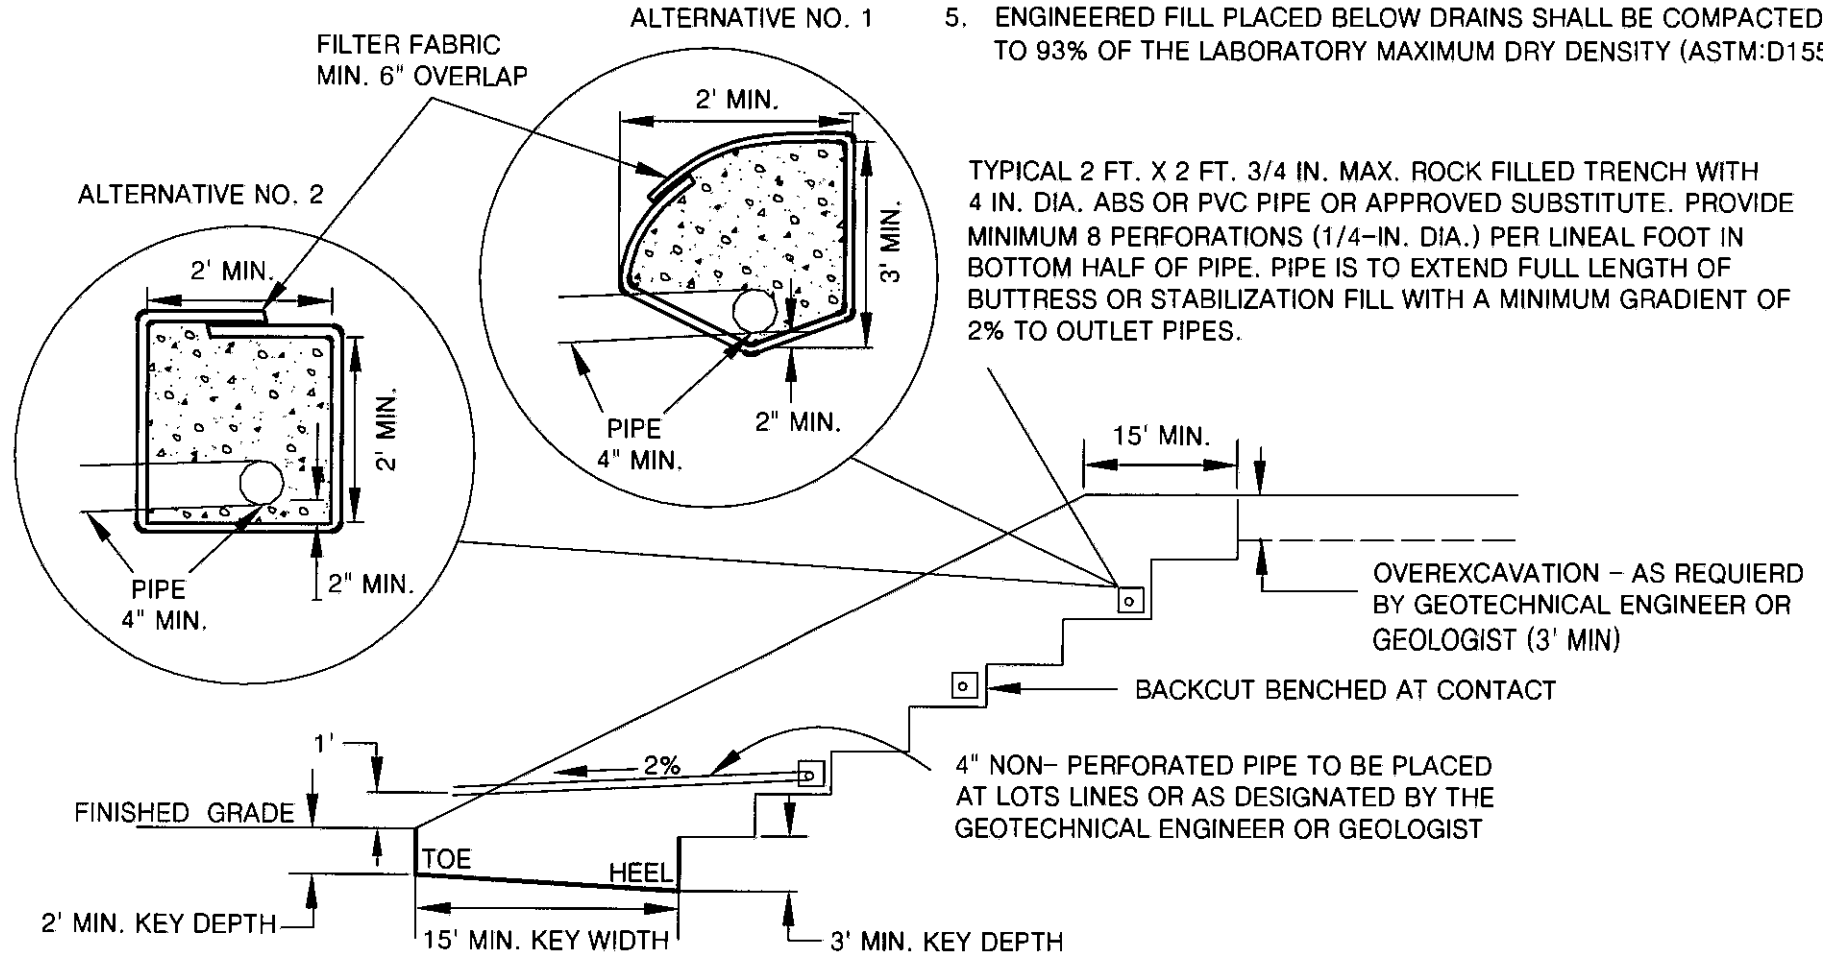 ALTERNATIVE NO. 1
5. ENGINEERED FILL PLACED BELOW DRAINS SHALL BE COMPACTED
TO 93% OF THE LABORATORY MAXIMUM DRY DENSITY (ASTM:D155
FILTER FABRIC
MIN. 6" OVERLAP
2' MIN.
3' MIN.
2" MIN.
PIPE
4" MIN.
TYPICAL 2 FT. X 2 FT. 3/4 IN. MAX. ROCK FILLED TRENCH WITH
4 IN. DIA. ABS OR PVC PIPE OR APPROVED SUBSTITUTE. PROVIDE
MINIMUM 8 PERFORATIONS (1/4-IN. DIA.) PER LINEAL FOOT IN
BOTTOM HALF OF PIPE. PIPE IS TO EXTEND FULL LENGTH OF
BUTTRESS OR STABILIZATION FILL WITH A MINIMUM GRADIENT OF
2% TO OUTLET PIPES.
ALTERNATIVE NO. 2
2' MIN.
2' MIN.
2" MIN.
PIPE
4" MIN.
15' MIN.
OVEREXCAVATION - AS REQUIERD
BY GEOTECHNICAL ENGINEER OR
GEOLOGIST (3' MIN)
BACKCUT BENCHED AT CONTACT
1'
2%
4" NON- PERFORATED PIPE TO BE PLACED
AT LOTS LINES OR AS DESIGNATED BY THE
GEOTECHNICAL ENGINEER OR GEOLOGIST
FINISHED GRADE
TOE
HEEL
2' MIN. KEY DEPTH
15' MIN. KEY WIDTH
3' MIN. KEY DEPTH